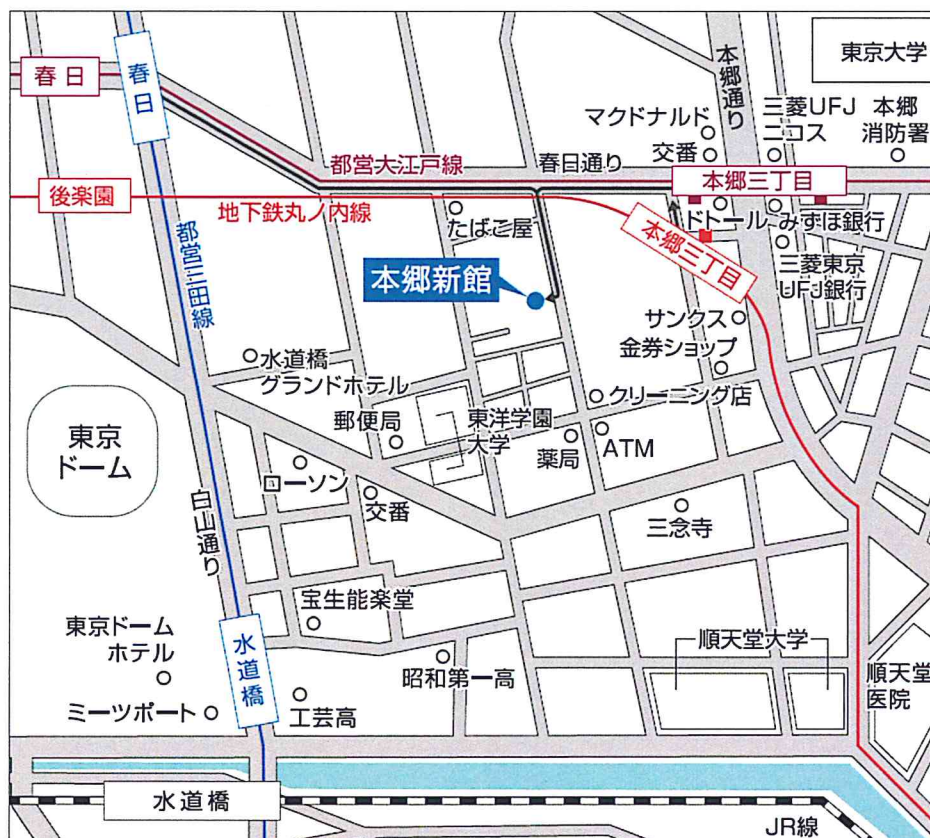 東京大学
春日
春日
本郷通り
マクドナルド
三菱UFJ
ニコス
本郷
消防署
交番
都営大江戸線
春日通り
本郷三丁目
後楽園
地下鉄丸ノ内線
たばこ屋
ドトール
みずほ銀行
本郷三丁目
三菱東京
UFJ銀行
都営三田線
本郷新館
サンクス
金券ショップ
水道橋
グランドホテル
クリーニング店
東京
ドーム
郵便局
東洋学園
大学
薬局
ATM
ローソン
交番
白山通り
三念寺
宝生能楽堂
東京ドーム
ホテル
水道橋
昭和第一高
順天堂大学
順天堂
医院
ミーツポート
工芸高
水道橋
JR線